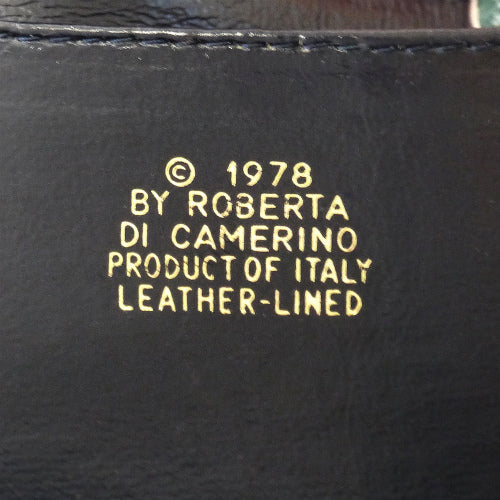 © 1978
BY ROBERTA
DI CAMERINO
PRODUCT OF ITALY
LEATHER-LINED